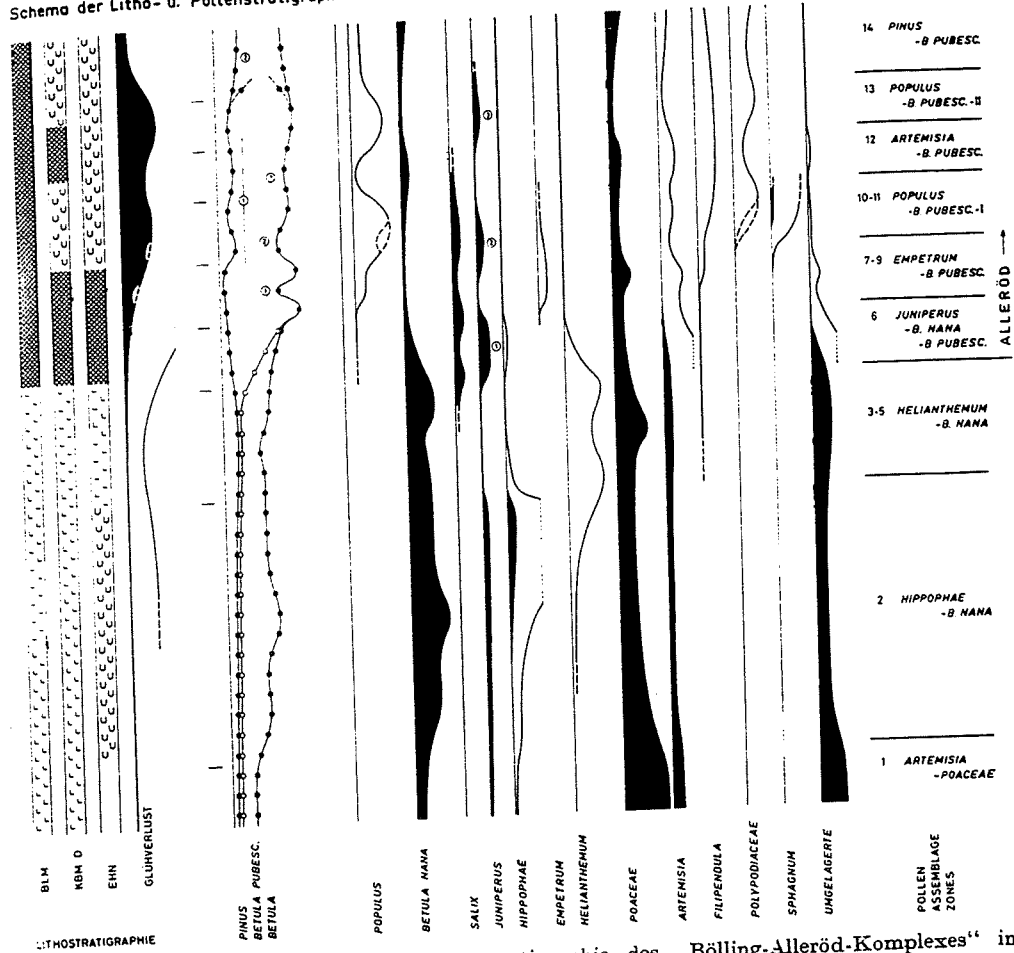 Schema der Litho- u. Pollenstratigraph
14 PINUS
-B PUBESC.
13 POPULUS
-B PUBESC.-II
12 ARTEMISIA
-B. PUBESC.
10-11 POPULUS
-B PUBESC.-I
7-9 EMPETRUM
-B PUBESC.
6 JUNIPERUS
-B. NANA
-B PUBESC.
3-5 HELIANTHEMUM
-B. NANA
2 HIPPOPHAE
-B. NANA
1 ARTEMISIA
-POACEAE
ALLERÖD
BLM
KBM D
EHN
GLÜHVERLUST
PINUS
BETULA PUBESC.
BETULA
POPULUS
BETULA NANA
SALIX
JUNIPERUS
HIPPOPHAE
EMPETRUM
HELIANTHEMUM
POACEAE
ARTEMISIA
FILIPENDULA
POLYPODIACEAE
SPHAGNUM
UMGELAGERTE
POLLEN
ASSEMBLAGE
ZONES
LITHOSTRATIGRAPHIE
des „Bölling-Alleröd-Komplexes“ in